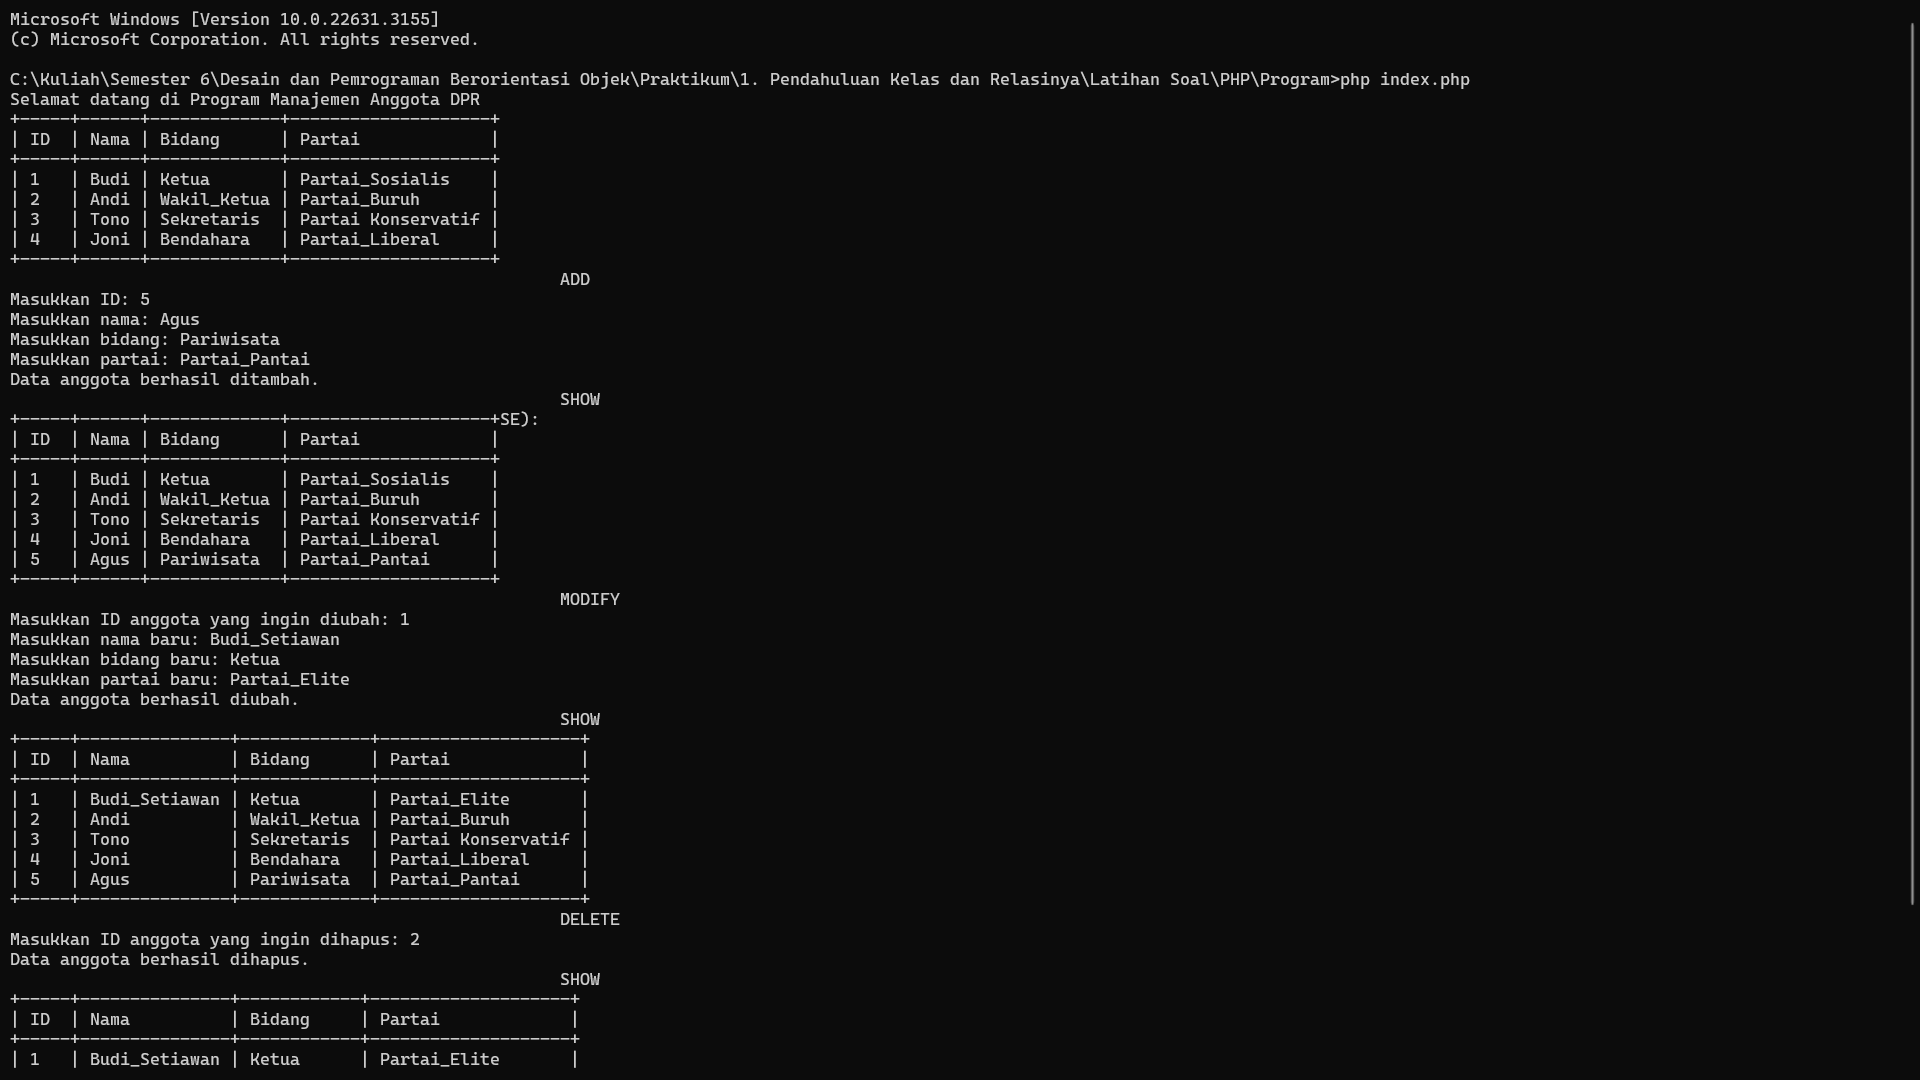 Microsoft Windows [Version 10.0.22631.3155]
(c) Microsoft Corporation. All rights reserved.

C:\Kuliah\Semester 6\Desain dan Pemrograman Berorientasi Objek\Praktikum\1. Pendahuluan Kelas dan Relasinya\Latihan Soal\PHP\Program>php index.php
Selamat datang di Program Manajemen Anggota DPR
+-----+------+-------------+--------------------+
| ID  | Nama | Bidang      | Partai             |
+-----+------+-------------+--------------------+
| 1   | Budi | Ketua       | Partai_Sosialis    |
| 2   | Andi | Wakil_Ketua | Partai_Buruh       |
| 3   | Tono | Sekretaris  | Partai Konservatif |
| 4   | Joni | Bendahara   | Partai_Liberal     |
+-----+------+-------------+--------------------+
                                                       ADD
Masukkan ID: 5
Masukkan nama: Agus
Masukkan bidang: Pariwisata
Masukkan partai: Partai_Pantai
Data anggota berhasil ditambah.
                                                       SHOW
+-----+------+-------------+--------------------+SE):
| ID  | Nama | Bidang      | Partai             |
+-----+------+-------------+--------------------+
| 1   | Budi | Ketua       | Partai_Sosialis    |
| 2   | Andi | Wakil_Ketua | Partai_Buruh       |
| 3   | Tono | Sekretaris  | Partai Konservatif |
| 4   | Joni | Bendahara   | Partai_Liberal     |
| 5   | Agus | Pariwisata  | Partai_Pantai      |
+-----+------+-------------+--------------------+
                                                       MODIFY
Masukkan ID anggota yang ingin diubah: 1
Masukkan nama baru: Budi_Setiawan
Masukkan bidang baru: Ketua
Masukkan partai baru: Partai_Elite
Data anggota berhasil diubah.
                                                       SHOW
+-----+---------------+-------------+--------------------+
| ID  | Nama          | Bidang      | Partai             |
+-----+---------------+-------------+--------------------+
| 1   | Budi_Setiawan | Ketua       | Partai_Elite       |
| 2   | Andi          | Wakil_Ketua | Partai_Buruh       |
| 3   | Tono          | Sekretaris  | Partai Konservatif |
| 4   | Joni          | Bendahara   | Partai_Liberal     |
| 5   | Agus          | Pariwisata  | Partai_Pantai      |
+-----+---------------+-------------+--------------------+
                                                       DELETE
Masukkan ID anggota yang ingin dihapus: 2
Data anggota berhasil dihapus.
                                                       SHOW
+-----+---------------+------------+--------------------+
| ID  | Nama          | Bidang     | Partai             |
+-----+---------------+------------+--------------------+
| 1   | Budi_Setiawan | Ketua      | Partai_Elite       |